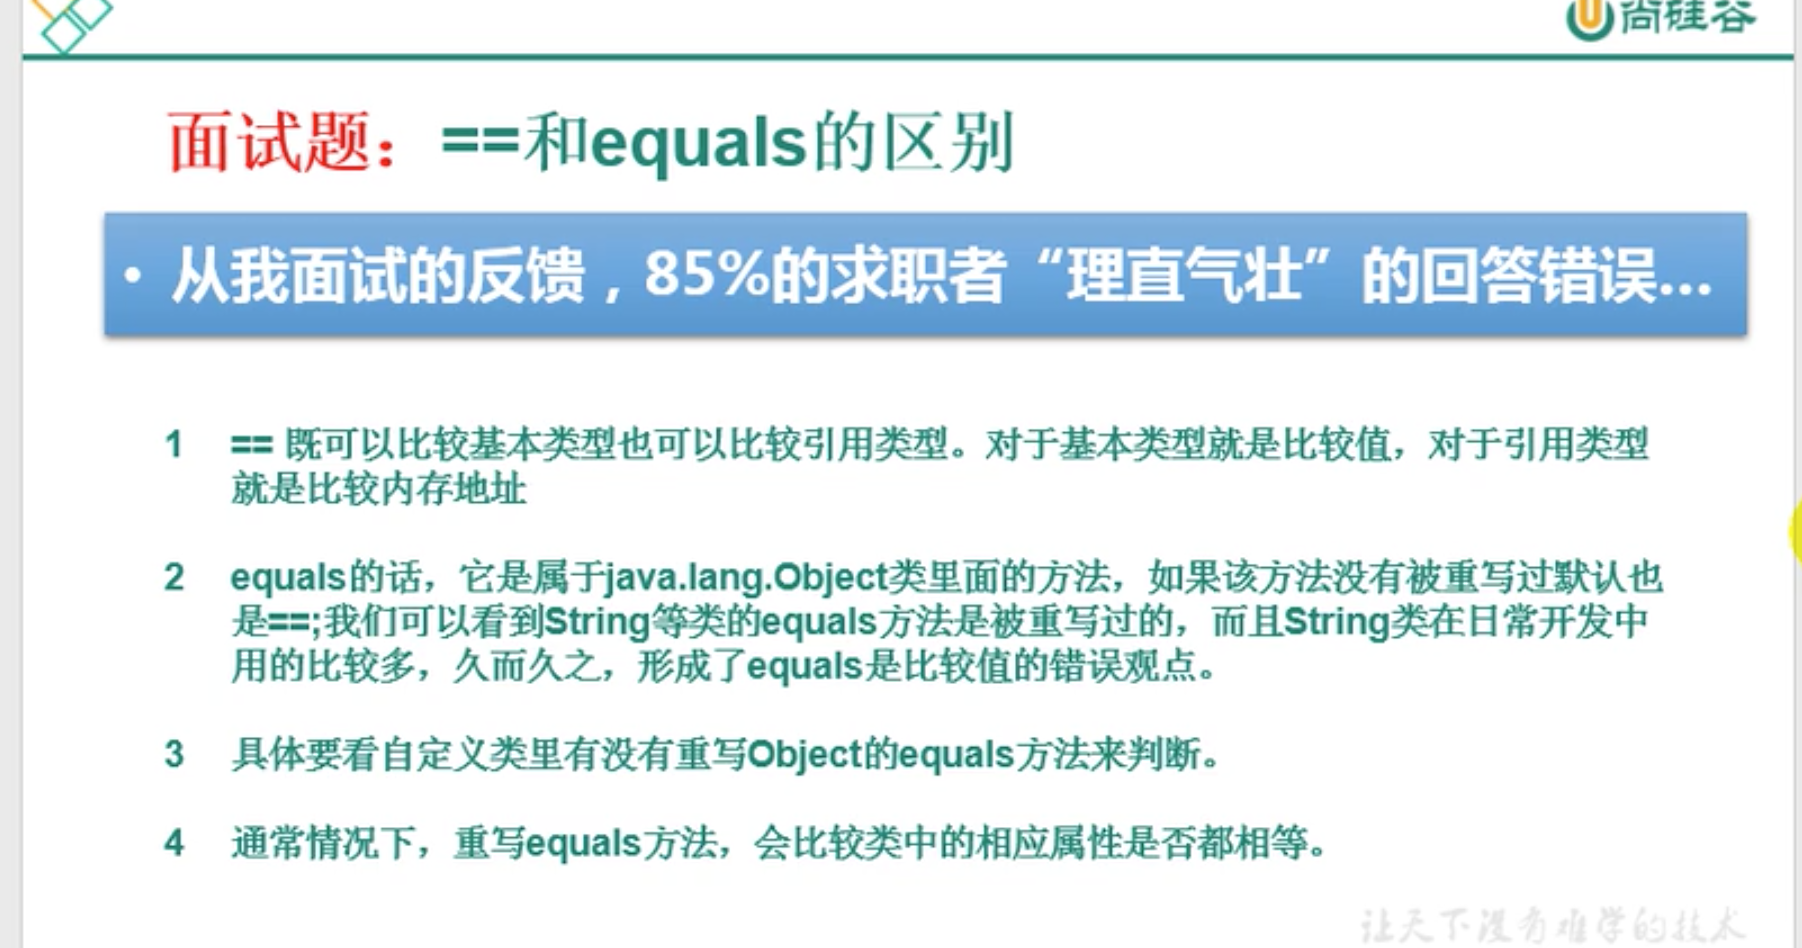 尚硅谷
面试题：==和equals的区别
• 从我面试的反馈，85%的求职者“理直气壮”的回答错误...
1 == 既可以比较基本类型也可以比较引用类型。对于基本类型就是比较值，对于引用类型
就是比较内存地址
2 equals的话，它是属于java.lang.Object类里面的方法，如果该方法没有被重写过默认也
是==;我们可以看到String等类的equals方法是被重写过的，而且String类在日常开发中
用的比较多，久而久之，形成了equals是比较值的错误观点。
3 具体要看自定义类里有没有重写Object的equals方法来判断。
4 通常情况下，重写equals方法，会比较类中的相应属性是否都相等。
让天下没有难学的技术